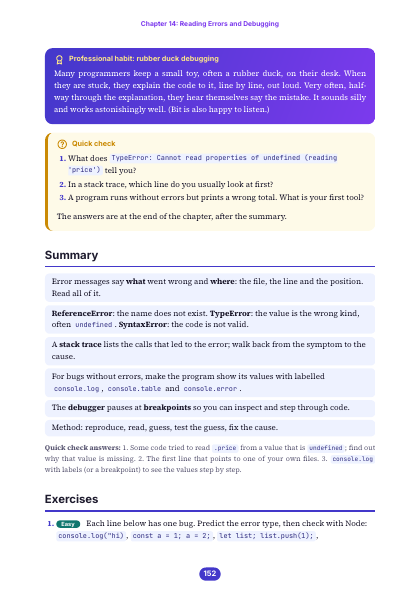 Chapter 14: Reading Errors and Debugging
Professional habit: rubber duck debugging
Many programmers keep a small toy, often a rubber duck, on their desk. When
they are stuck, they explain the code to it, line by line, out loud. Very often, half-
way through the explanation, they hear themselves say the mistake. It sounds silly
and works astonishingly well. (Bit is also happy to listen.)
Quick check
1. What does TypeError: Cannot read properties of undefined (reading
'price') tell you?
2. In a stack trace, which line do you usually look at first?
3. A program runs without errors but prints a wrong total. What is your first tool?
The answers are at the end of the chapter, after the summary.
Summary
Error messages say what went wrong and where: the file, the line and the position.
Read all of it.
ReferenceError: the name does not exist. TypeError: the value is the wrong kind,
often undefined. SyntaxError: the code is not valid.
A stack trace lists the calls that led to the error; walk back from the symptom to the
cause.
For bugs without errors, make the program show its values with labelled
console.log, console.table and console.error.
The debugger pauses at breakpoints so you can inspect and step through code.
Method: reproduce, read, guess, test the guess, fix the cause.
Quick check answers: 1. Some code tried to read .price from a value that is undefined; find out
why that value is missing. 2. The first line that points to one of your own files. 3. console.log
with labels (or a breakpoint) to see the values step by step.
Exercises
1. Easy Each line below has one bug. Predict the error type, then check with Node:
console.log("hi), const a = 1; a = 2;, let list; list.push(1);,
152